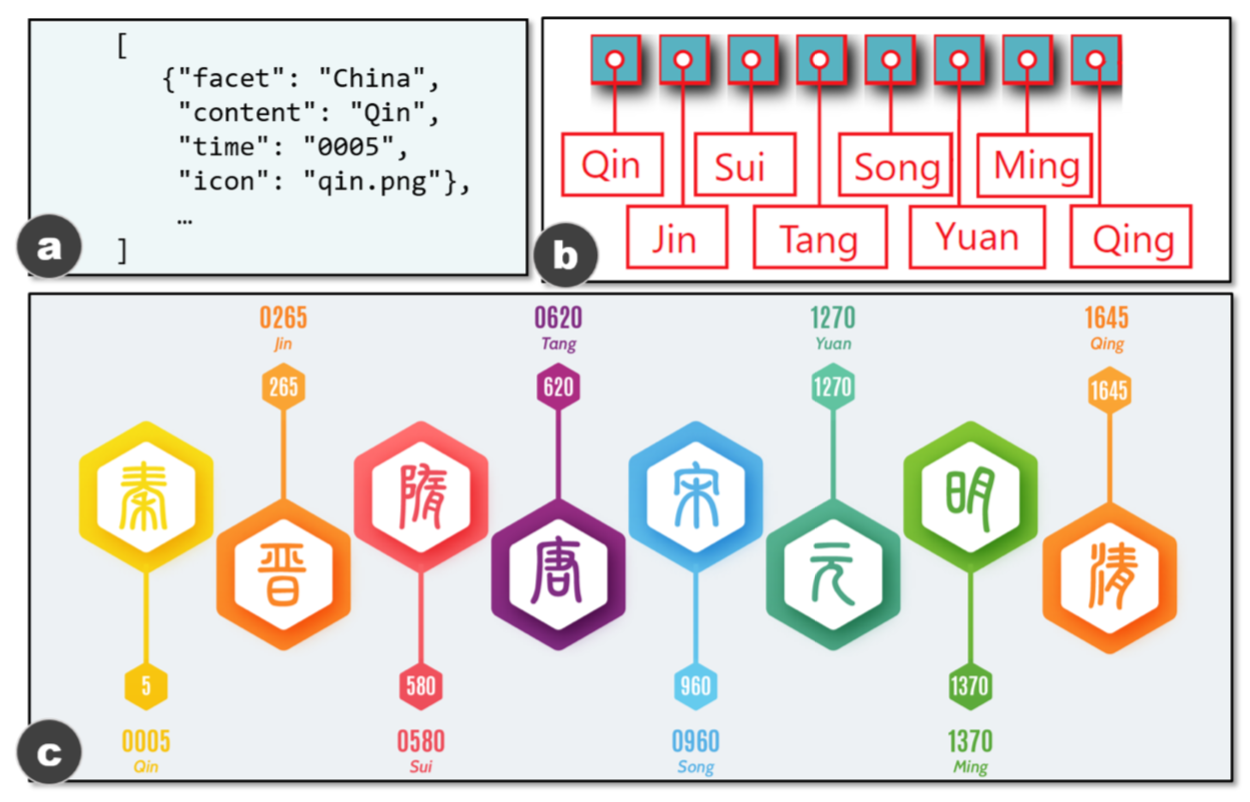 [
{"facet": "China",
"content": "Qin",
"time": "0005",
"icon": "qin.png"},
…
]
a
Qin
Sui
Song
Ming
Jin
Tang
Yuan
Qing
b
0265
Jin
0620
Tang
1270
Yuan
1645
Qing
265
620
1270
1645
秦
隋
宋
明
晋
唐
元
清
5
580
960
1370
0005
Qin
0580
Sui
0960
Song
1370
Ming
c